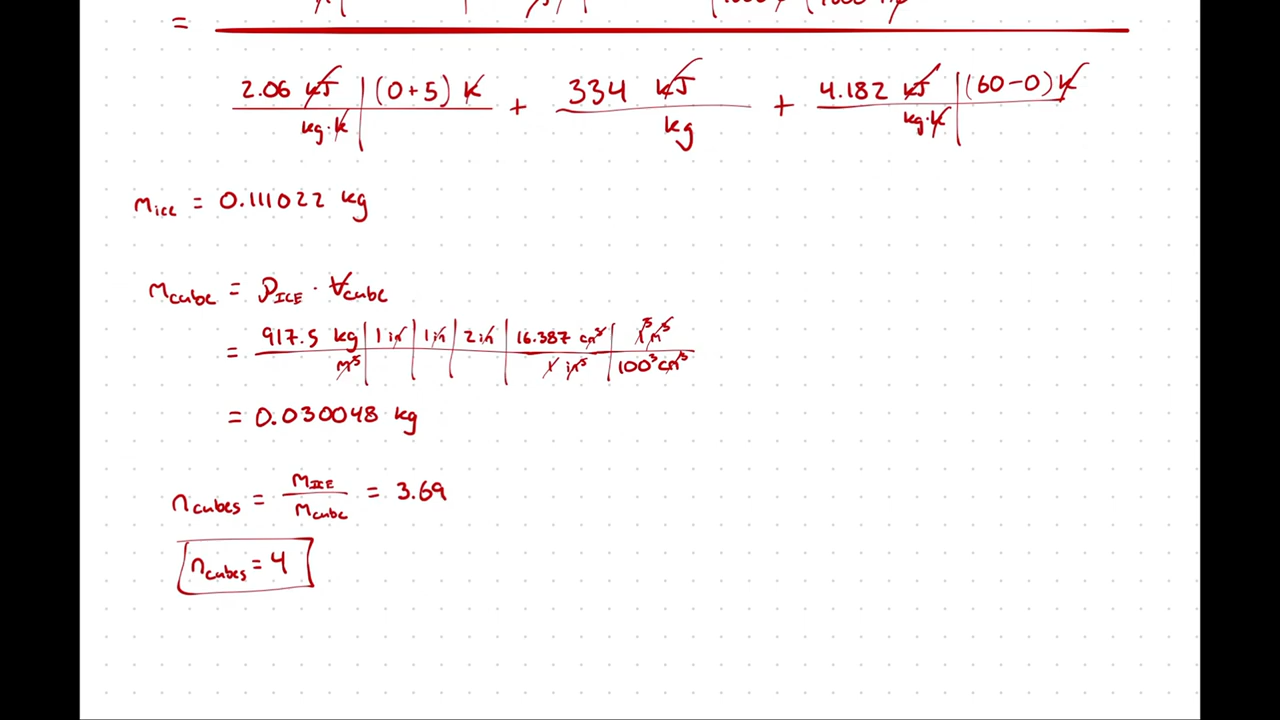 =
2.06 kJ | (0+5) K + 334 kJ + 4.182 kJ | (60-0) K
kg·K kg kg·K
m_ice = 0.111022 kg
m_cube = ρ_ICE · V_cube
= 917.5 kg | 1 in | 1 in | 2 in | 16.387 cm³ | 1³ m³
m³ 1 in³ 100³ cm³
= 0.030048 kg
n_cubes = m_ICE / m_cube = 3.69
n_cubes = 4